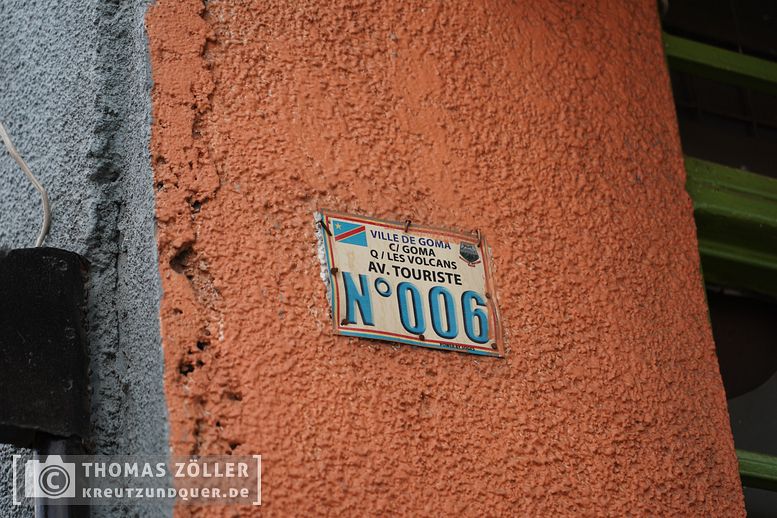 VILLE DE GOMA
C/ GOMA
Q / LES VOLCANS
AV. TOURISTE
N° 006
© THOMAS ZÖLLER
KREUTZUNDQUER.DE